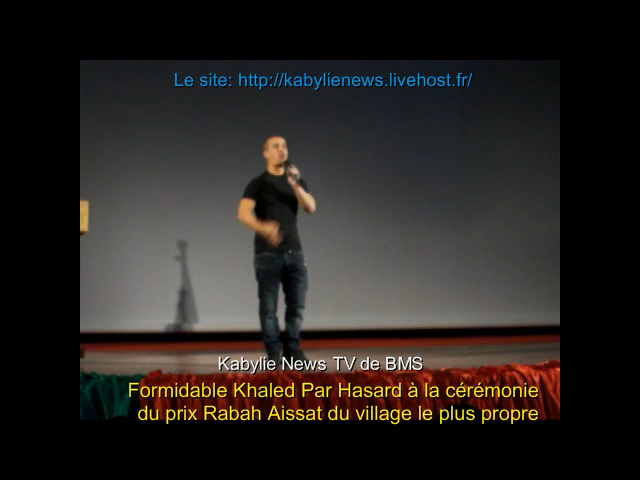 Le site: http://kabylienews.livehost.fr/
Kabylie News TV de BMS
Formidable Khaled Par Hasard à la cérémonie
du prix Rabah Aissat du village le plus propre